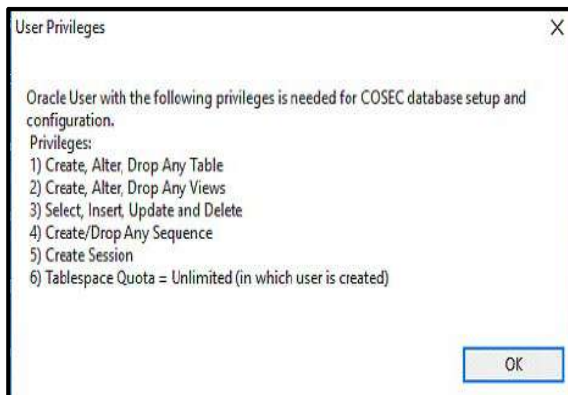 User Privileges
X
Oracle User with the following privileges is needed for COSEC database setup and
configuration.
Privileges:
1) Create, Alter, Drop Any Table
2) Create, Alter, Drop Any Views
3) Select, Insert, Update and Delete
4) Create/Drop Any Sequence
5) Create Session
6) Tablespace Quota = Unlimited (in which user is created)
OK